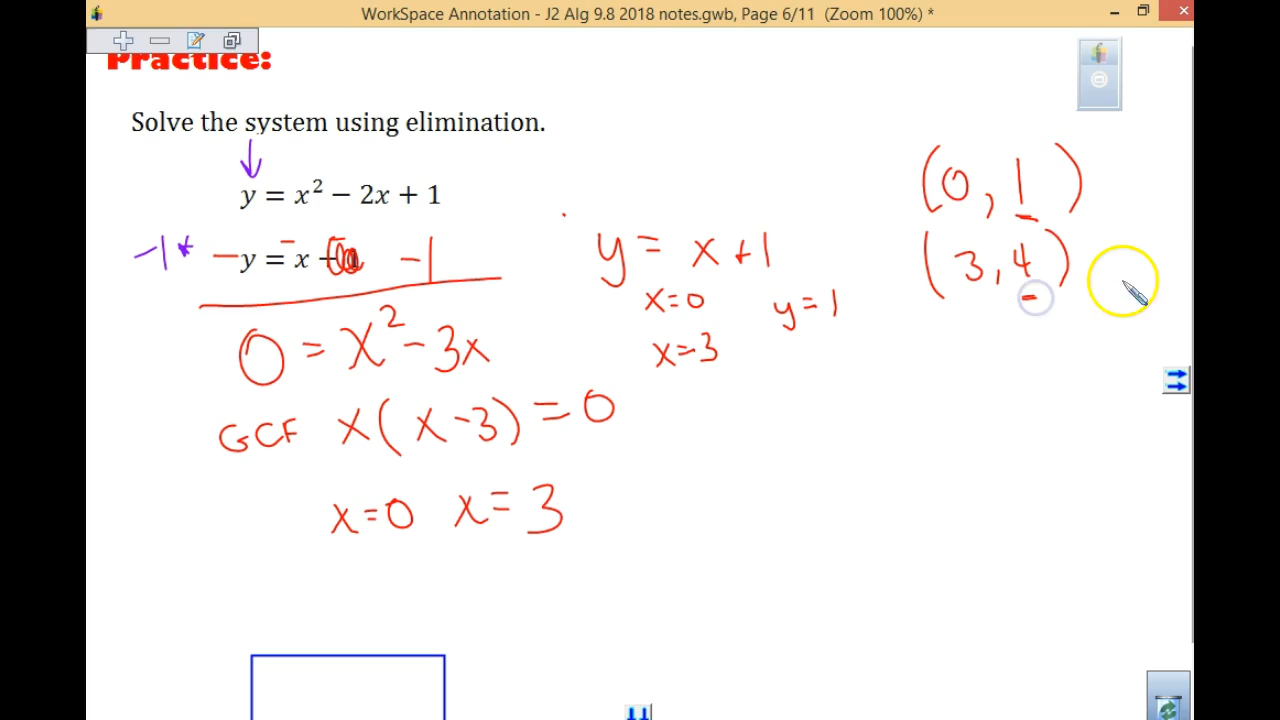 WorkSpace Annotation - J2 Alg 9.8 2018 notes.gwb, Page 6/11 (Zoom 100%) *
Practice:
Solve the system using elimination.
y = x² − 2x + 1
−1* −y = −x −1
0 = x² − 3x
GCF x(x−3) = 0
x=0 x=3
y = x+1
x=0 y=1
x=3
(0, 1)
(3, 4)